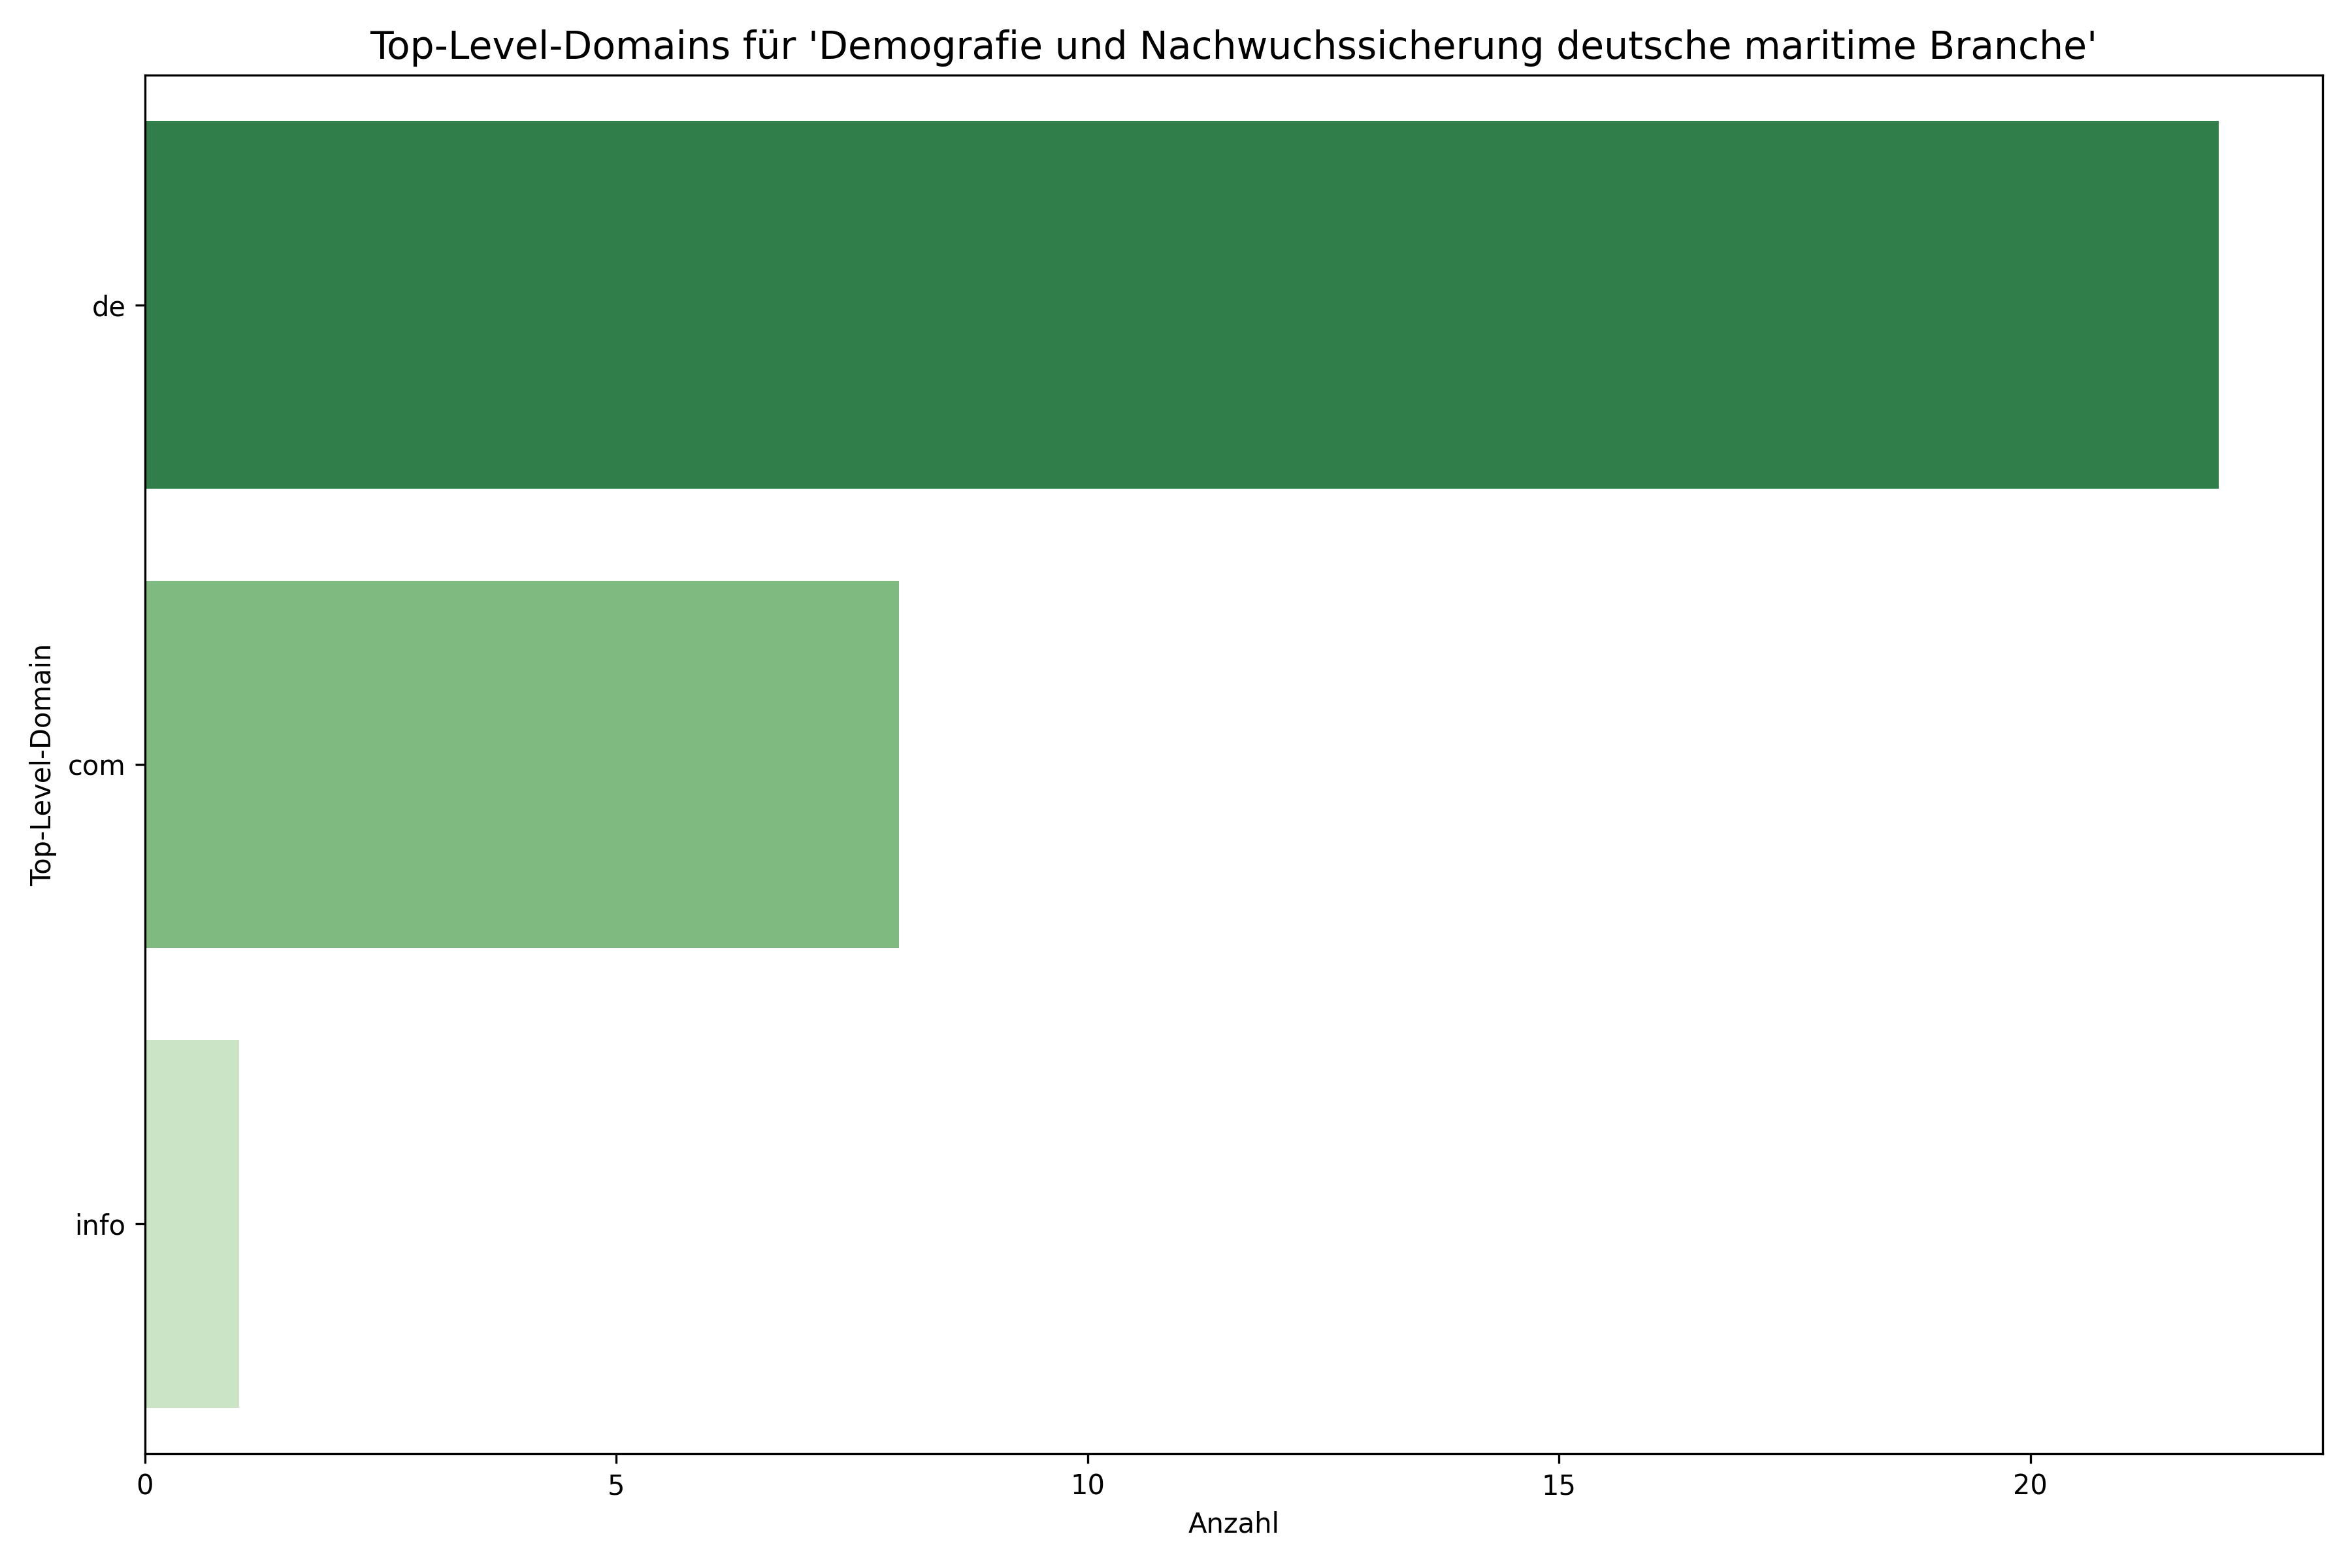 Top-Level-Domains für 'Demografie und Nachwuchssicherung deutsche maritime Branche'
Top-Level-Domain
de
com
info
0 5 10 15 20
Anzahl